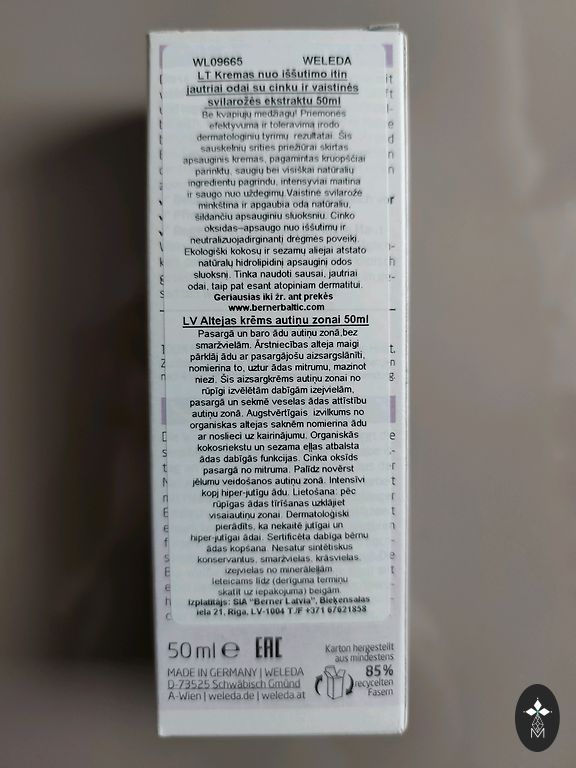 WL09665 WELEDA
LT Kremas nuo iššutimo itin
jautriai odai su cinku ir vaistinės
svilarožės ekstraktu 50ml
Be kvapiųjų medžiagų! Priemonės
efektyvumą ir toleravimą įrodo
dermatologinių tyrimų rezultatai. Šis
sauskelnių srities priežiūrai skirtas
apsauginis kremas, pagamintas kruopščiai
parinktų, saugių bei visiškai natūralių
ingredientų pagrindu, intensyviai maitina
ir saugo nuo uždegimų.Vaistinė svilarožė
minkština ir apgaubia odą natūraliu,
šildančiu apsauginiu sluoksniu. Cinko
oksidas–apsaugo nuo iššutimų ir
neutralizuojadirginantį drėgmės poveikį.
Ekologiški kokosų ir sezamų aliejai atstato
natūralų hidrolipidinį apsauginį odos
sluoksnį. Tinka naudoti sausai, jautriai
odai, taip pat esant atopiniam dermatitui.
Geriausias iki žr. ant prekės
www.bernerbaltic.com
LV Altejas krēms autiņu zonai 50ml
Pasargā un baro ādu autiņu zonā,bez
smaržvielām. Ārstniecības alteja maigi
pārklāj ādu ar pasargājošu aizsargslānīti,
nomierina to, uztur ādas mitrumu, mazinot
niezi. Šis aizsargkrēms autiņu zonai no
rūpīgi izvēlētām dabīgām izejvielām,
pasargā un sekmē veselas ādas attīstību
autiņu zonā. Augstvērtīgais izvilkums no
organiskas altejas saknēm nomierina ādu
ar noslieci uz kairinājumu. Organiskās
kokosriekstu un sezama eļļas atbalsta
ādas dabīgās funkcijas. Cinka oksīds
pasargā no mitruma. Palīdz novērst
jēlumu veidošanos autiņu zonā. Intensīvi
kopj hiper-jutīgu ādu. Lietošana: pēc
rūpīgas ādas tīrīšanas uzklājiet
visaiautiņu zonai. Dermatoloģiski
pierādīts, ka nekaitē jutīgai un
hiper-jutīgai ādai. Sertificēta dabīga bērnu
ādas kopšana. Nesatur sintētiskus
konservantus, smaržvielas, krāsvielas,
izejvielas no minerāleļļām.
Ieteicams līdz (derīguma termiņu
skatīt uz iepakojuma) beigām.
Izplatītājs: SIA "Berner Latvia", Bieķensalas
iela 21, Rīga, LV-1004 T./F +371 67621858
50 ml e EAC
Karton hergestellt
aus mindestens
85%
recycelten
Fasern
MADE IN GERMANY | WELEDA
D-73525 Schwäbisch Gmünd
A-Wien | weleda.de | weleda.at